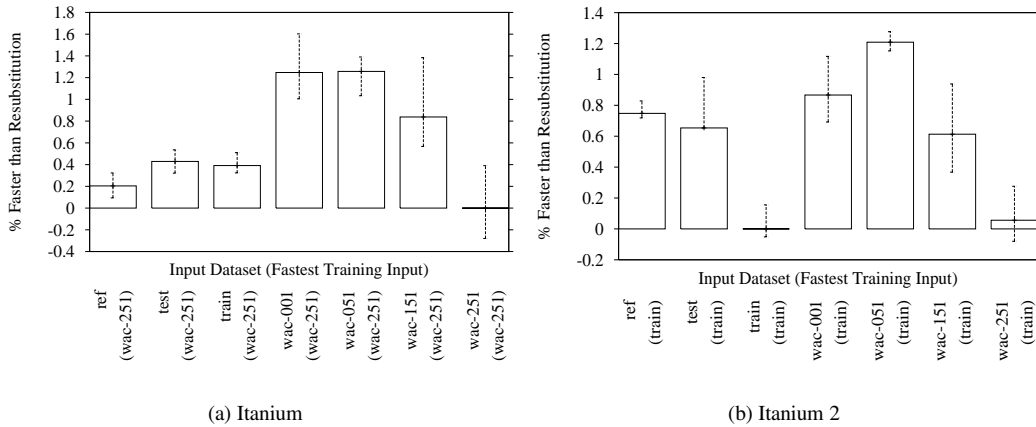 % Faster than Resubstitution
1.8
1.6
1.4
1.2
1
0.8
0.6
0.4
0.2
0
-0.2
-0.4
Input Dataset (Fastest Training Input)
ref
(wac-251)
test
(wac-251)
train
(wac-251)
wac-001
(wac-251)
wac-051
(wac-251)
wac-151
(wac-251)
wac-251
(wac-251)
(a) Itanium
% Faster than Resubstitution
1.4
1.2
1
0.8
0.6
0.4
0.2
0
-0.2
Input Dataset (Fastest Training Input)
ref
(train)
test
(train)
train
(train)
wac-001
(train)
wac-051
(train)
wac-151
(train)
wac-251
(train)
(b) Itanium 2